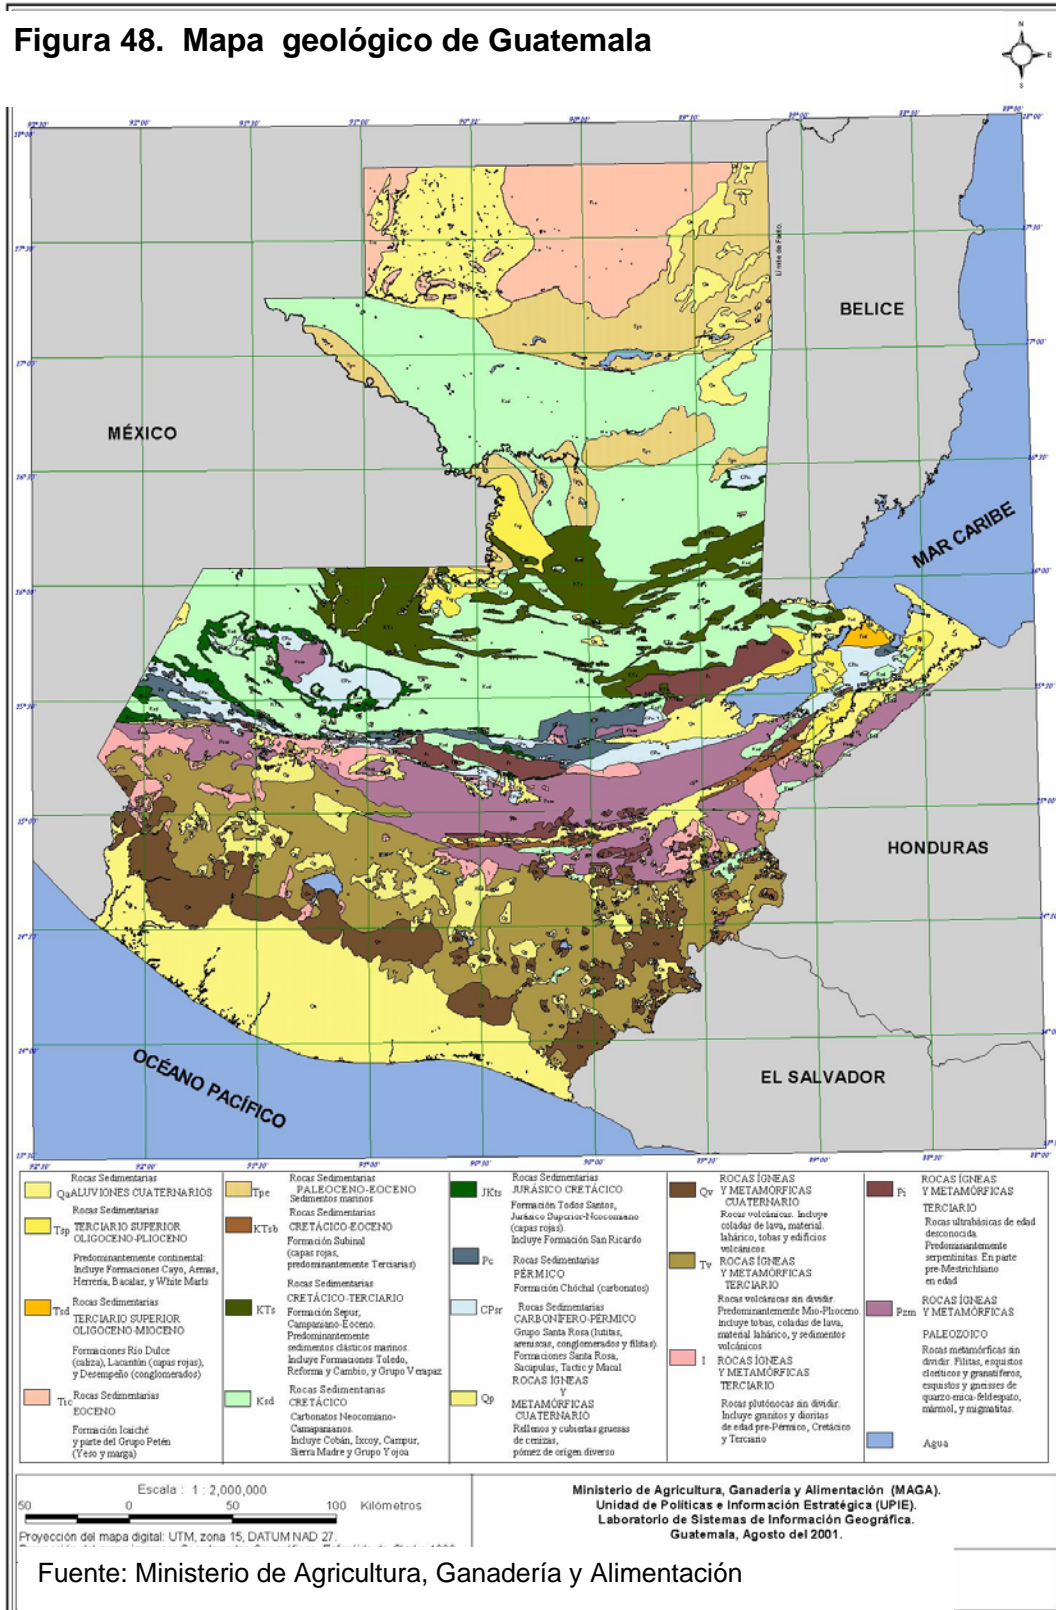 Figura 48.  Mapa  geológico de Guatemala
N
E
S
MÉXICO
BELICE
Límite de Facto.
MAR CARIBE
HONDURAS
EL SALVADOR
OCÉANO PACÍFICO
Qa
Rocas Sedimentarias
ALUVIONES CUATERNARIOS
Tsp
Rocas Sedimentarias
TERCIARIO SUPERIOR
OLIGOCENO-PLIOCENO
Predominantemente continental:
Incluye Formaciones Cayo, Armas,
Herrería, Bacalar, y White Marls
Tsd
Rocas Sedimentarias
TERCIARIO SUPERIOR
OLIGOCENO-MIOCENO
Formaciones Río Dulce
(caliza), Lacantún (capas rojas),
y Desempeño (conglomerados)
Tic
Rocas Sedimentarias
EOCENO
Formación Icaiché
y parte del Grupo Petén
(Yeso y marga)
Tpe
Rocas Sedimentarias
PALEOCENO-EOCENO
Sedimentos marinos
KTsb
Rocas Sedimentarias
CRETÁCICO-EOCENO
Formación Subinal
(capas rojas,
predominantemente Terciarias)
KTs
Rocas Sedimentarias
CRETÁCICO-TERCIARIO
Formación Sepur,
Campaniano-Eoceno.
Predominantemente
sedimentos clásticos marinos.
Incluye Formaciones Toledo,
Reforma y Cambio, y Grupo Verapaz
Ksd
Rocas Sedimentarias
CRETÁCICO
Carbonatos Neocomiano-
Camapanianos.
Incluye Cobán, Ixcoy, Campur,
Sierra Madre y Grupo Yojoa
JKts
Rocas Sedimentarias
JURÁSICO CRETÁCICO
Formación Todos Santos,
Jurásico Superior-Neocomiano
(capas rojas).
Incluye Formación San Ricardo
Pc
Rocas Sedimentarias
PÉRMICO
Formación Chóchal (carbonatos)
CPsr
Rocas Sedimentarias
CARBONÍFERO-PÉRMICO
Grupo Santa Rosa (lutitas,
areniscas, conglomerados y filitas).
Formaciones Santa Rosa,
Sacapulas, Tactic y Macal
Qp
ROCAS ÍGNEAS
Y
METAMÓRFICAS
CUATERNARIO
Rellenos y cubiertas gruesas
de cenizas,
pómez de origen diverso
Qv
ROCAS ÍGNEAS
Y METAMÓRFICAS
CUATERNARIO
Rocas volcánicas. Incluye
coladas de lava, material
lahárico, tobas y edificios
volcánicos.
Tv
ROCAS ÍGNEAS
Y METAMÓRFICAS
TERCIARIO
Rocas volcánicas sin dividir.
Predominantemente Mio-Plioceno.
Incluye tobas, coladas de lava,
material lahárico, y sedimentos
volcánicos
I
ROCAS ÍGNEAS
Y METAMÓRFICAS
TERCIARIO
Rocas plutónocas sin dividir.
Incluye granitos y dioritas
de edad pre-Pérmico, Cretácico
y Terciario
Pi
ROCAS ÍGNEAS
Y METAMÓRFICAS
TERCIARIO
Rocas ultrabásicas de edad
desconocida.
Predominantemente
serpentinitas. En parte
pre-Mestrichtiano
en edad
Pzm
ROCAS ÍGNEAS
Y METAMÓRFICAS
PALEOZOICO
Rocas metamórficas sin
dividir. Filitas, esquistos
cloríticos y granatíferos,
esquistos y gneisses de
quarzo-mica-feldespato,
mármol, y migmatitas.
Agua
Escala :  1 : 2,000,000
50 0 50 100 Kilómetros
Proyección del mapa digital: UTM, zona 15, DATUM NAD 27.
Ministerio de Agricultura, Ganadería y Alimentación (MAGA).
Unidad de Políticas e Información Estratégica (UPIE).
Laboratorio de Sistemas de Información Geográfica.
Guatemala, Agosto del 2001.
Fuente: Ministerio de Agricultura, Ganadería y Alimentación